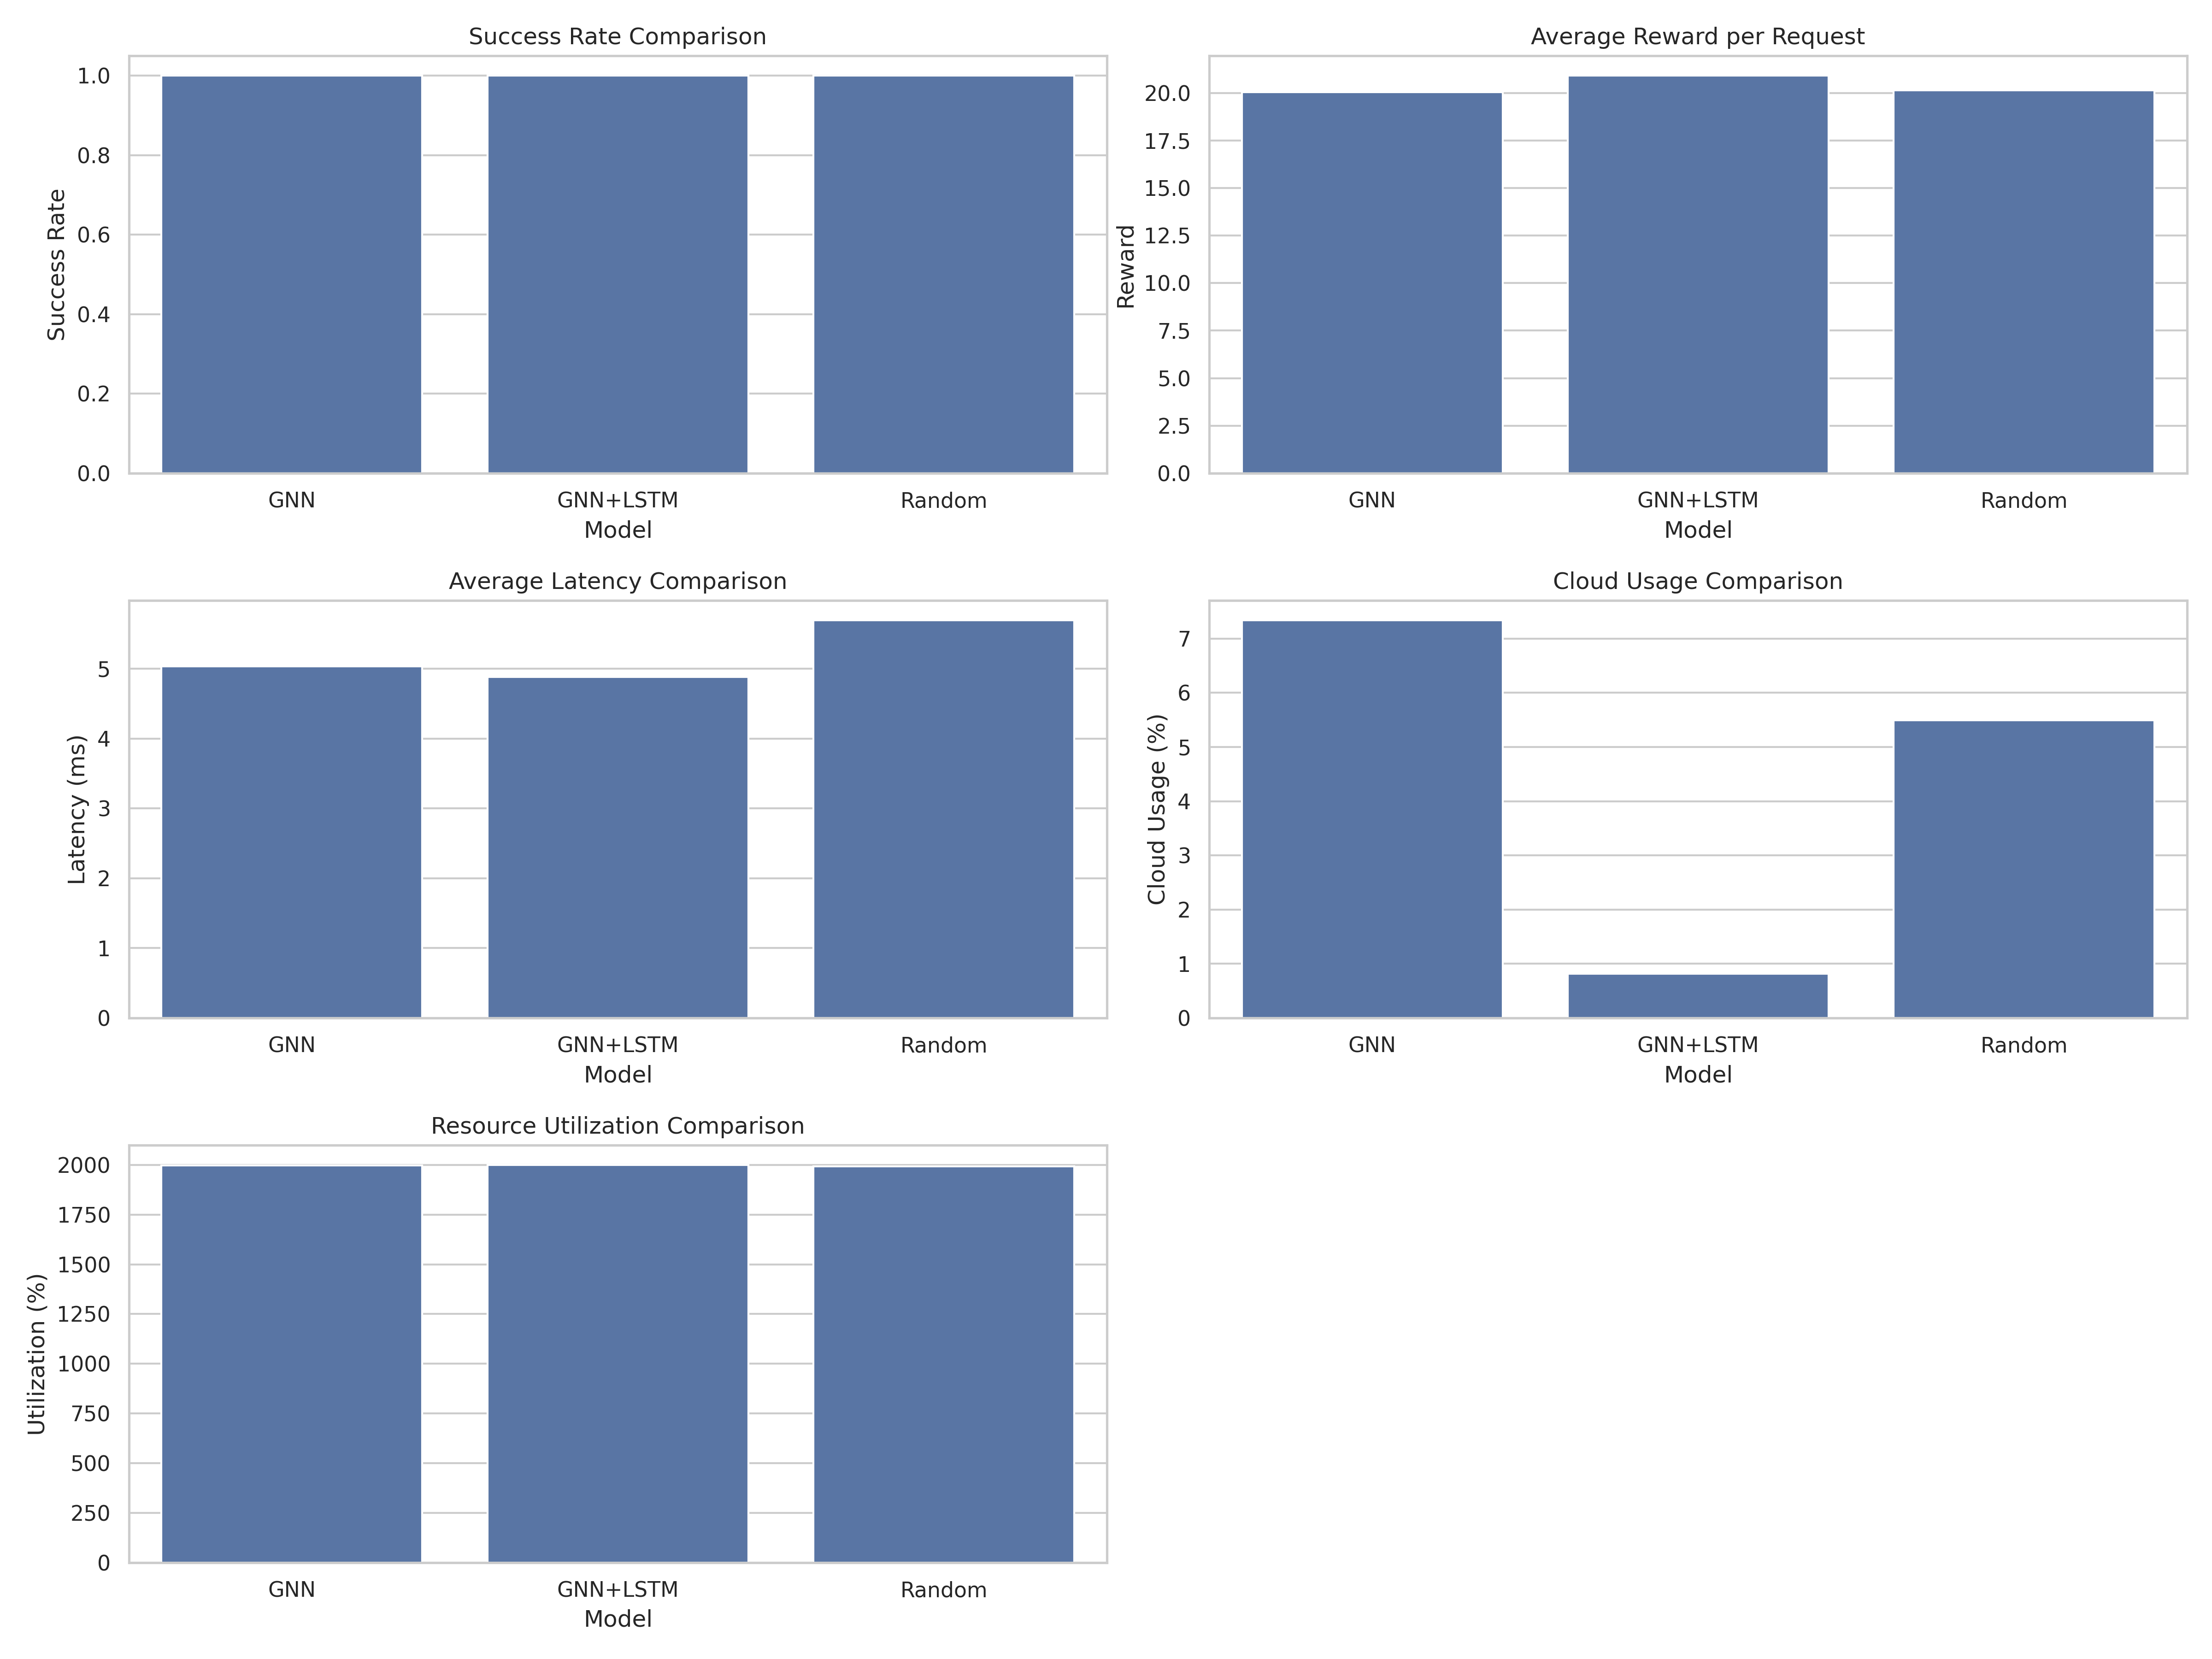 Success Rate Comparison
1.0
0.8
0.6
0.4
0.2
0.0
Success Rate
GNN GNN+LSTM Random
Model
Average Reward per Request
20.0
17.5
15.0
12.5
10.0
7.5
5.0
2.5
0.0
Reward
GNN GNN+LSTM Random
Model
Average Latency Comparison
5
4
3
2
1
0
Latency (ms)
GNN GNN+LSTM Random
Model
Cloud Usage Comparison
7
6
5
4
3
2
1
0
Cloud Usage (%)
GNN GNN+LSTM Random
Model
Resource Utilization Comparison
2000
1750
1500
1250
1000
750
500
250
0
Utilization (%)
GNN GNN+LSTM Random
Model